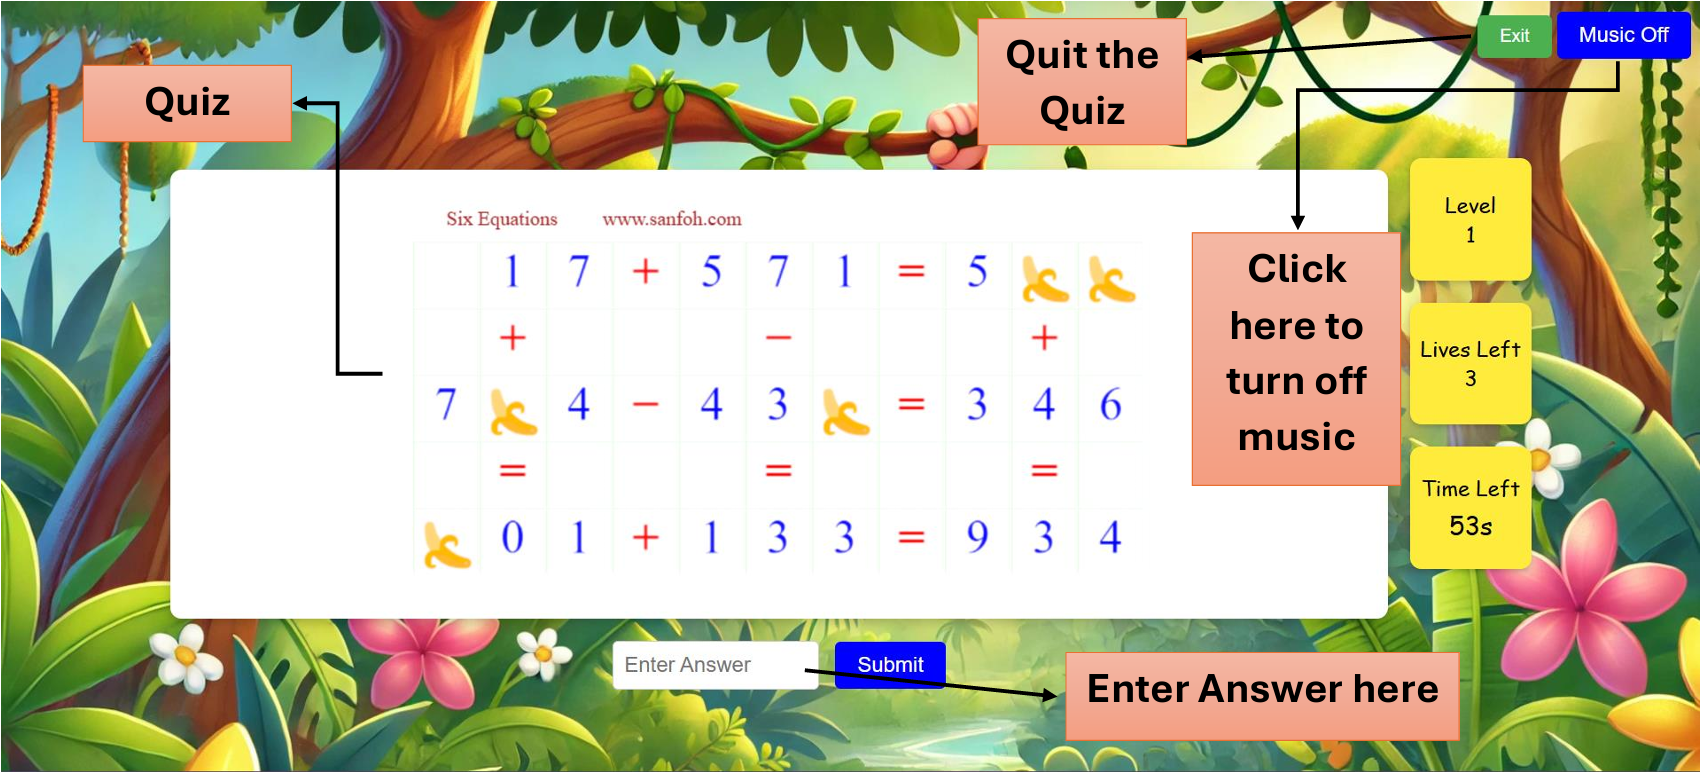 Exit
Music Off
Quit the
Quiz
Quiz
Six Equations www.sanfoh.com
1 7 + 5 7 1 = 5
+ − +
7 4 − 4 3 = 3 4 6
= = =
0 1 + 1 3 3 = 9 3 4
Click
here to
turn off
music
Level
1
Lives Left
3
Time Left
53s
Enter Answer
Submit
Enter Answer here